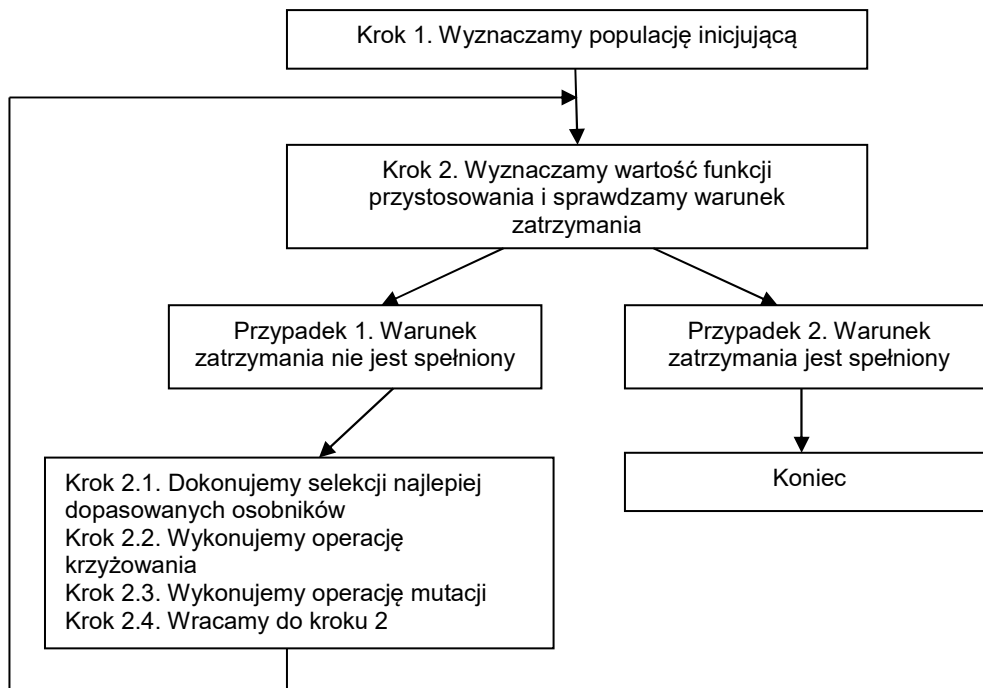 Krok 1. Wyznaczamy populację inicjującą
Krok 2. Wyznaczamy wartość funkcji
przystosowania i sprawdzamy warunek
zatrzymania
Przypadek 1. Warunek
zatrzymania nie jest spełniony
Przypadek 2. Warunek
zatrzymania jest spełniony
Krok 2.1. Dokonujemy selekcji najlepiej
dopasowanych osobników
Krok 2.2. Wykonujemy operację
krzyżowania
Krok 2.3. Wykonujemy operację mutacji
Krok 2.4. Wracamy do kroku 2
Koniec